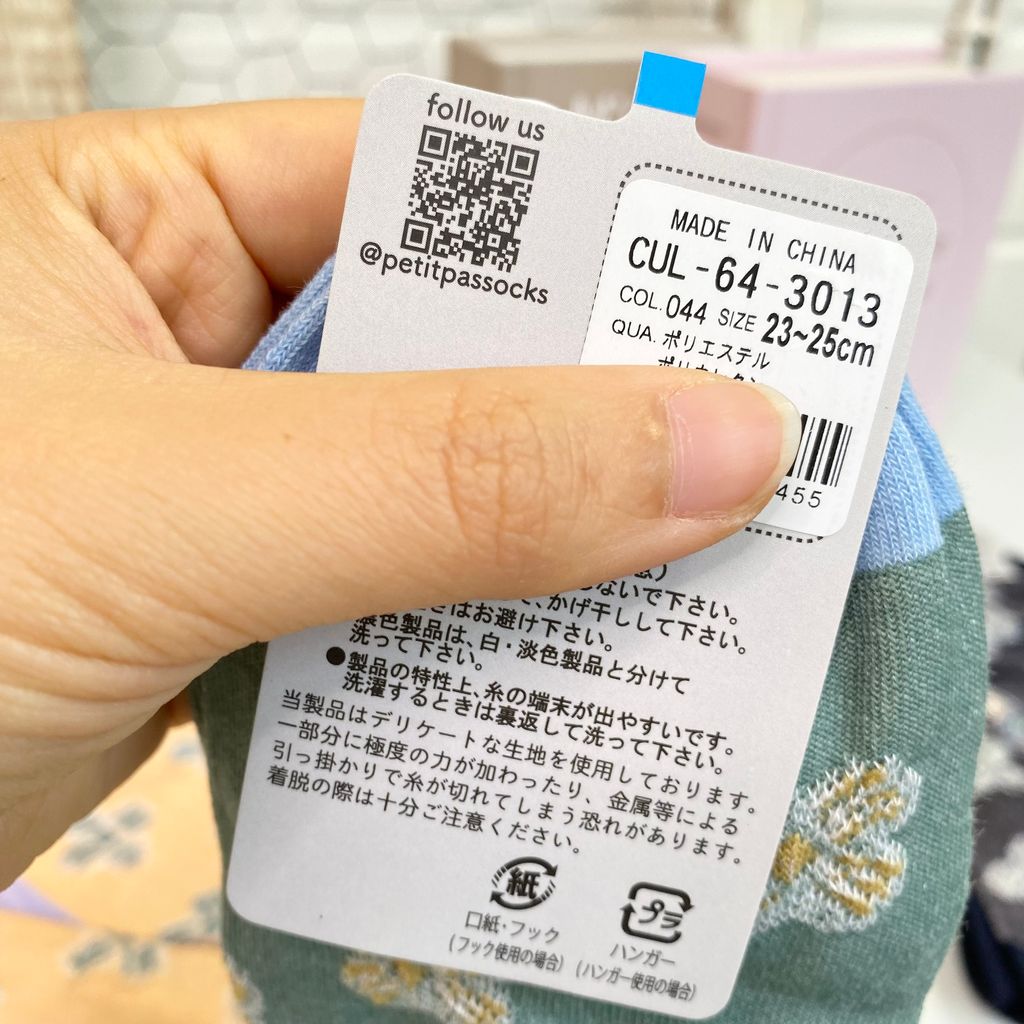 follow us
@petitpassocks
MADE IN CHINA
CUL-64-3013
COL.044 SIZE 23~25cm
QUA.ポリエステル
455
ないで下さい。
、かげ干しして下さい。
はお避け下さい。
濃色製品は、白・淡色製品と分けて
洗って下さい。
●製品の特性上、糸の端末が出やすいです。
洗濯するときは裏返して洗って下さい。
当製品はデリケートな生地を使用しております。
一部分に極度の力が加わったり、金属等による
引っ掛かりで糸が切れてしまう恐れがあります。
着脱の際は十分ご注意ください。
紙
口紙・フック
(フック使用の場合)
プラ
ハンガー
(ハンガー使用の場合)